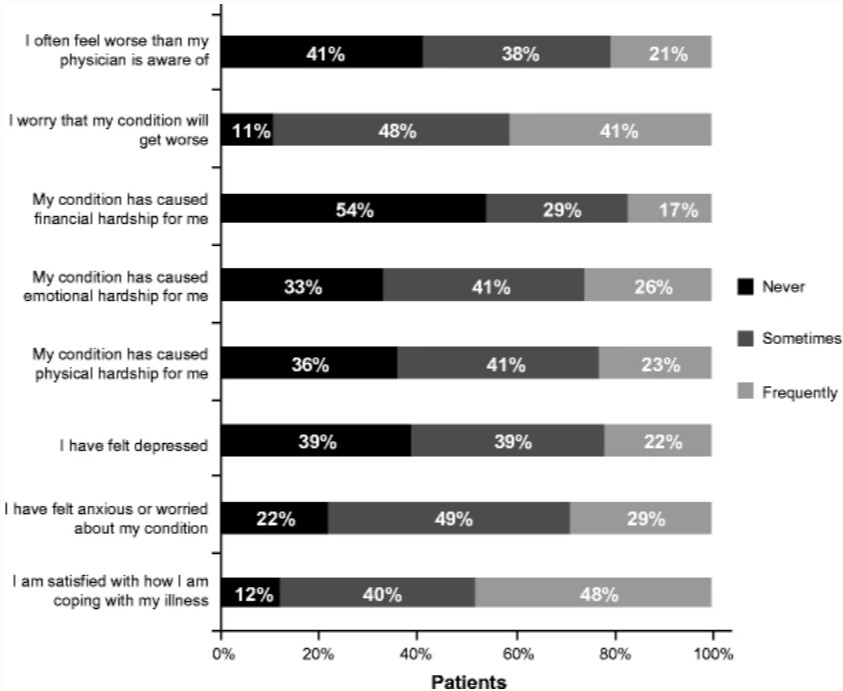 I often feel worse than my
physician is aware of
41% 38% 21%
I worry that my condition will
get worse
11% 48% 41%
My condition has caused
financial hardship for me
54% 29% 17%
My condition has caused
emotional hardship for me
33% 41% 26%
My condition has caused
physical hardship for me
36% 41% 23%
I have felt depressed
39% 39% 22%
I have felt anxious or worried
about my condition
22% 49% 29%
I am satisfied with how I am
coping with my illness
12% 40% 48%
0% 20% 40% 60% 80% 100%
Patients
Never
Sometimes
Frequently